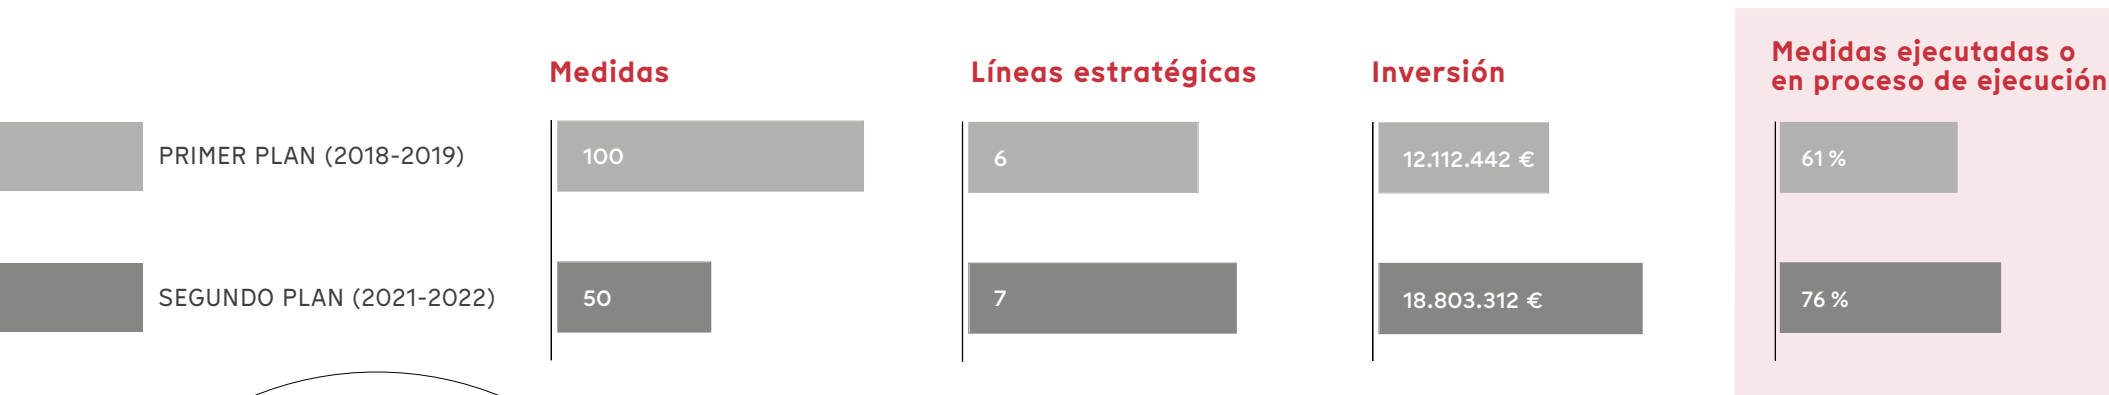 Medidas
Líneas estratégicas
Inversión
Medidas ejecutadas o
en proceso de ejecución
PRIMER PLAN (2018-2019)
100
6
12.112.442 €
61 %
SEGUNDO PLAN (2021-2022)
50
7
18.803.312 €
76 %